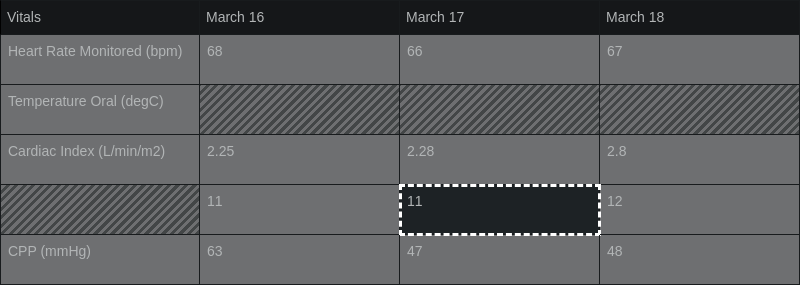 Vitals March 16 March 17 March 18
Heart Rate Monitored (bpm) 68 66 67
Temperature Oral (degC)
Cardiac Index (L/min/m2) 2.25 2.28 2.8
11 11 12
CPP (mmHg) 63 47 48